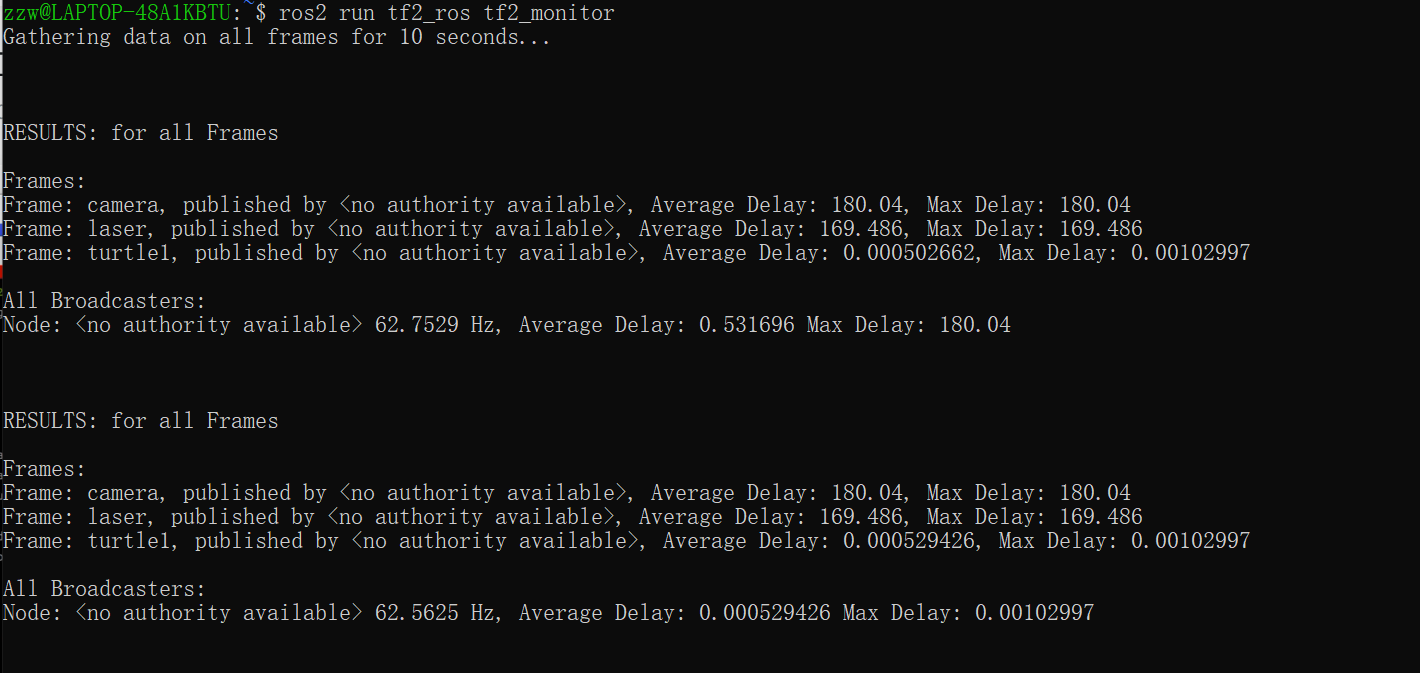 zzw@LAPTOP-48A1KBTU:~$ ros2 run tf2_ros tf2_monitor
Gathering data on all frames for 10 seconds...
RESULTS: for all Frames
Frames:
Frame: camera, published by <no authority available>, Average Delay: 180.04, Max Delay: 180.04
Frame: laser, published by <no authority available>, Average Delay: 169.486, Max Delay: 169.486
Frame: turtle1, published by <no authority available>, Average Delay: 0.000502662, Max Delay: 0.00102997
All Broadcasters:
Node: <no authority available> 62.7529 Hz, Average Delay: 0.531696 Max Delay: 180.04
RESULTS: for all Frames
Frames:
Frame: camera, published by <no authority available>, Average Delay: 180.04, Max Delay: 180.04
Frame: laser, published by <no authority available>, Average Delay: 169.486, Max Delay: 169.486
Frame: turtle1, published by <no authority available>, Average Delay: 0.000529426, Max Delay: 0.00102997
All Broadcasters:
Node: <no authority available> 62.5625 Hz, Average Delay: 0.000529426 Max Delay: 0.00102997